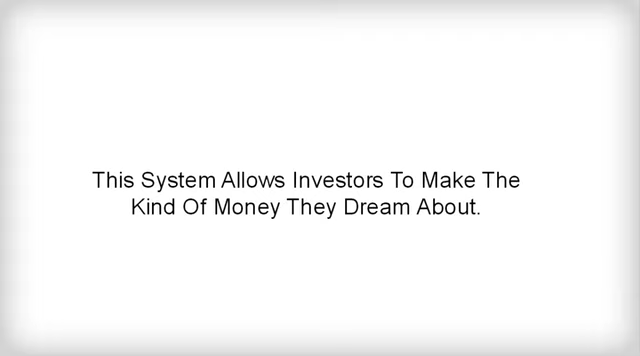 This System Allows Investors To Make The
Kind Of Money They Dream About.